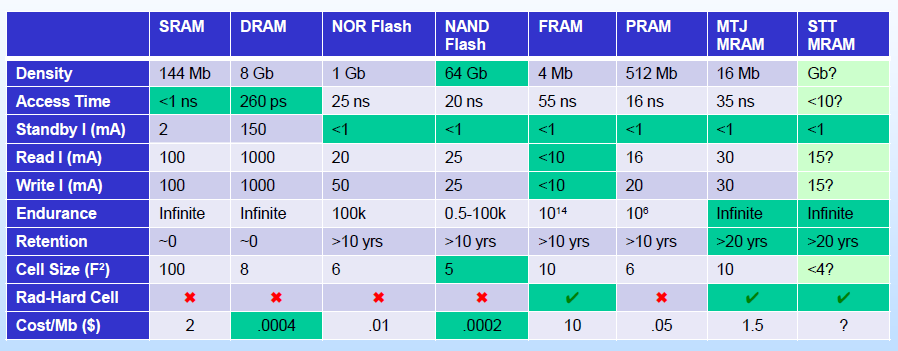 SRAM DRAM NOR Flash NAND Flash FRAM PRAM MTJ MRAM STT MRAM
Density 144 Mb 8 Gb 1 Gb 64 Gb 4 Mb 512 Mb 16 Mb Gb?
Access Time <1 ns 260 ps 25 ns 20 ns 55 ns 16 ns 35 ns <10?
Standby I (mA) 2 150 <1 <1 <1 <1 <1 <1
Read I (mA) 100 1000 20 25 <10 16 30 15?
Write I (mA) 100 1000 50 25 <10 20 30 15?
Endurance Infinite Infinite 100k 0.5-100k 10¹⁴ 10⁶ Infinite Infinite
Retention ~0 ~0 >10 yrs >10 yrs >10 yrs >10 yrs >20 yrs >20 yrs
Cell Size (F²) 100 8 6 5 10 6 10 <4?
Rad-Hard Cell ✖ ✖ ✖ ✖ ✔ ✖ ✔ ✔
Cost/Mb ($) 2 .0004 .01 .0002 10 .05 1.5 ?